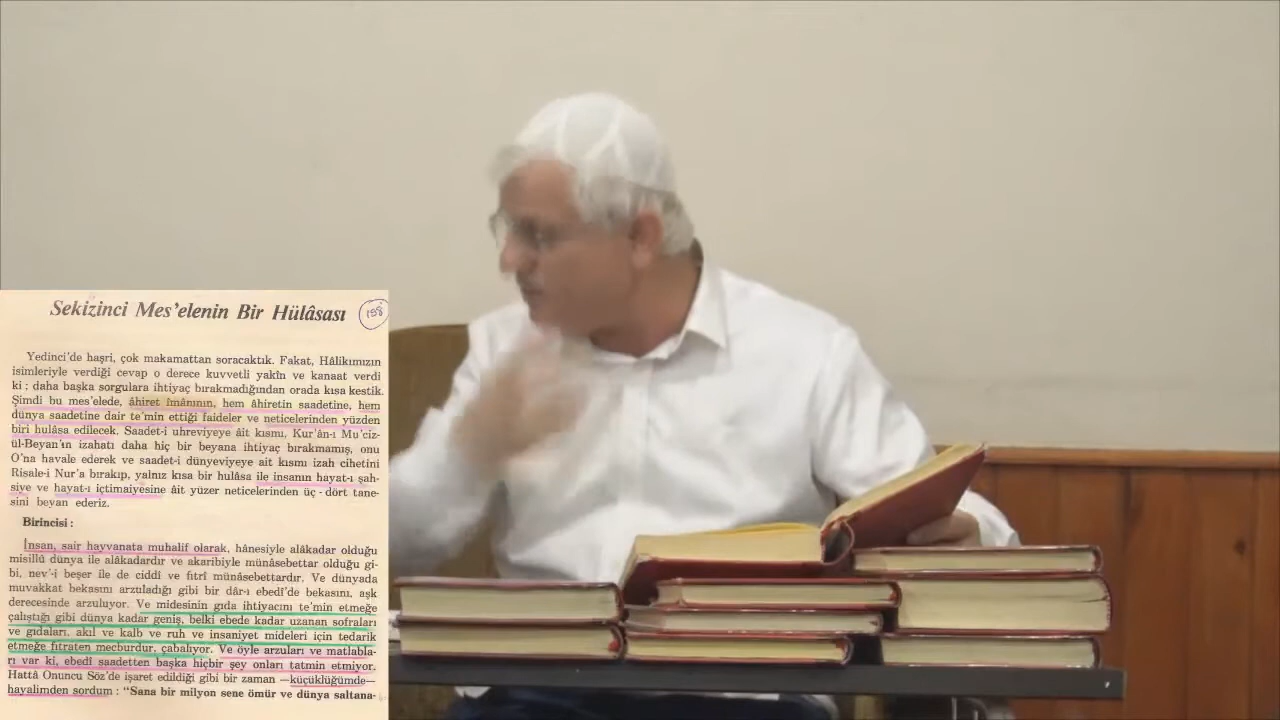 Sekizinci Mes'elenin Bir Hülâsası
198
Yedinci'de haşri, çok makamattan soracaktık. Fakat, Hâlikımızın
isimleriyle verdiği cevap o derece kuvvetli yakîn ve kanaat verdi
ki; daha başka sorgulara ihtiyaç bırakmadığından orada kısa kestik.
Şimdi bu mes'elede, âhiret îmânının, hem âhiretin saadetine, hem
dünya saadetine dair te'min ettiği faideler ve neticelerinden yüzden
biri hulâsa edilecek. Saadet-i uhreviyeye âit kısmı, Kur'ân-ı Mu'ciz-
ül-Beyan'ın izahatı daha hiç bir beyana ihtiyaç bırakmamış, onu
O'na havale ederek ve saadet-i dünyeviyeye ait kısmı izah cihetini
Risale-i Nur'a bırakıp, yalnız kısa bir hulâsa ile insanın hayat-ı şah-
siye ve hayat-ı içtimaiyesine âit yüzer neticelerinden üç - dört tane-
sini beyan ederiz.
Birincisi :
İnsan, sair hayvanata muhalif olarak, hânesiyle alâkadar olduğu
misillû dünya ile alâkadardır ve akaribiyle münâsebettar olduğu gi-
bi, nev'-i beşer ile de ciddî ve fıtrî münâsebettardır. Ve dünyada
muvakkat bekasını arzuladığı gibi bir dâr-ı ebedî'de bekasını, aşk
derecesinde arzuluyor. Ve midesinin gıda ihtiyacını te'min etmeğe
çalıştığı gibi dünya kadar geniş, belki ebede kadar uzanan sofraları
ve gıdaları, akıl ve kalb ve ruh ve insaniyet mideleri için tedarik
etmeğe fıtraten mecburdur, çabalıyor. Ve öyle arzuları ve matlabla-
rı var ki, ebedî saadetten başka hiçbir şey onları tatmin etmiyor.
Hattâ Onuncu Söz'de işaret edildiği gibi bir zaman —küçüklüğümde—
hayalimden sordum : "Sana bir milyon sene ömür ve dünya saltana-